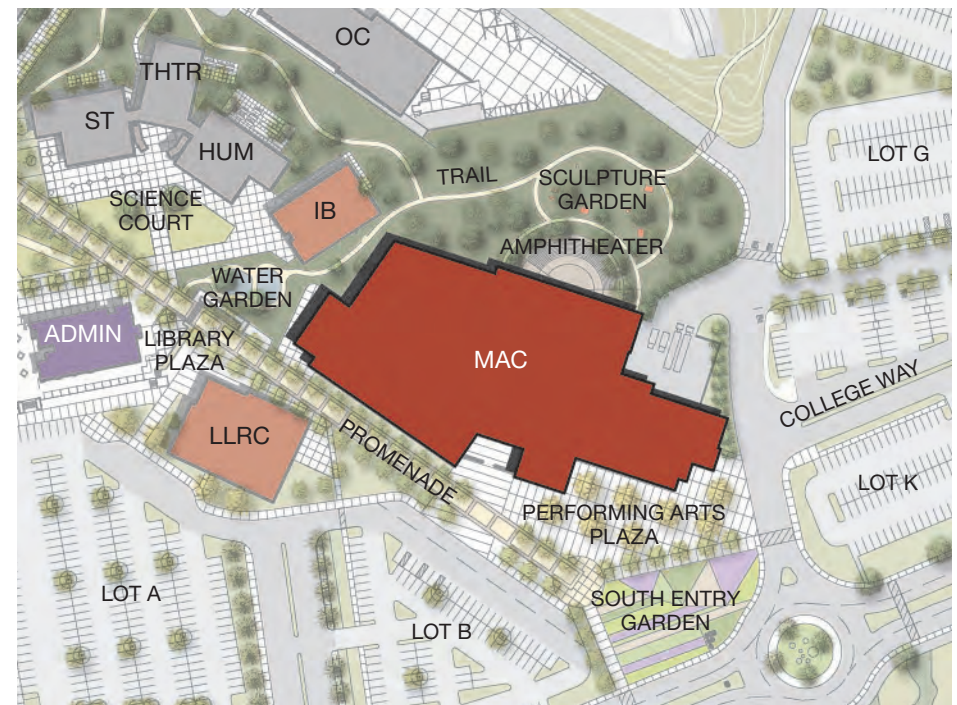 OC
THTR
ST
HUM
LOT G
TRAIL
SCULPTURE
GARDEN
SCIENCE
COURT
IB
AMPHITHEATER
WATER
GARDEN
ADMIN
LIBRARY
PLAZA
MAC
COLLEGE WAY
LLRC
PROMENADE
LOT K
PERFORMING ARTS
PLAZA
LOT A
SOUTH ENTRY
GARDEN
LOT B